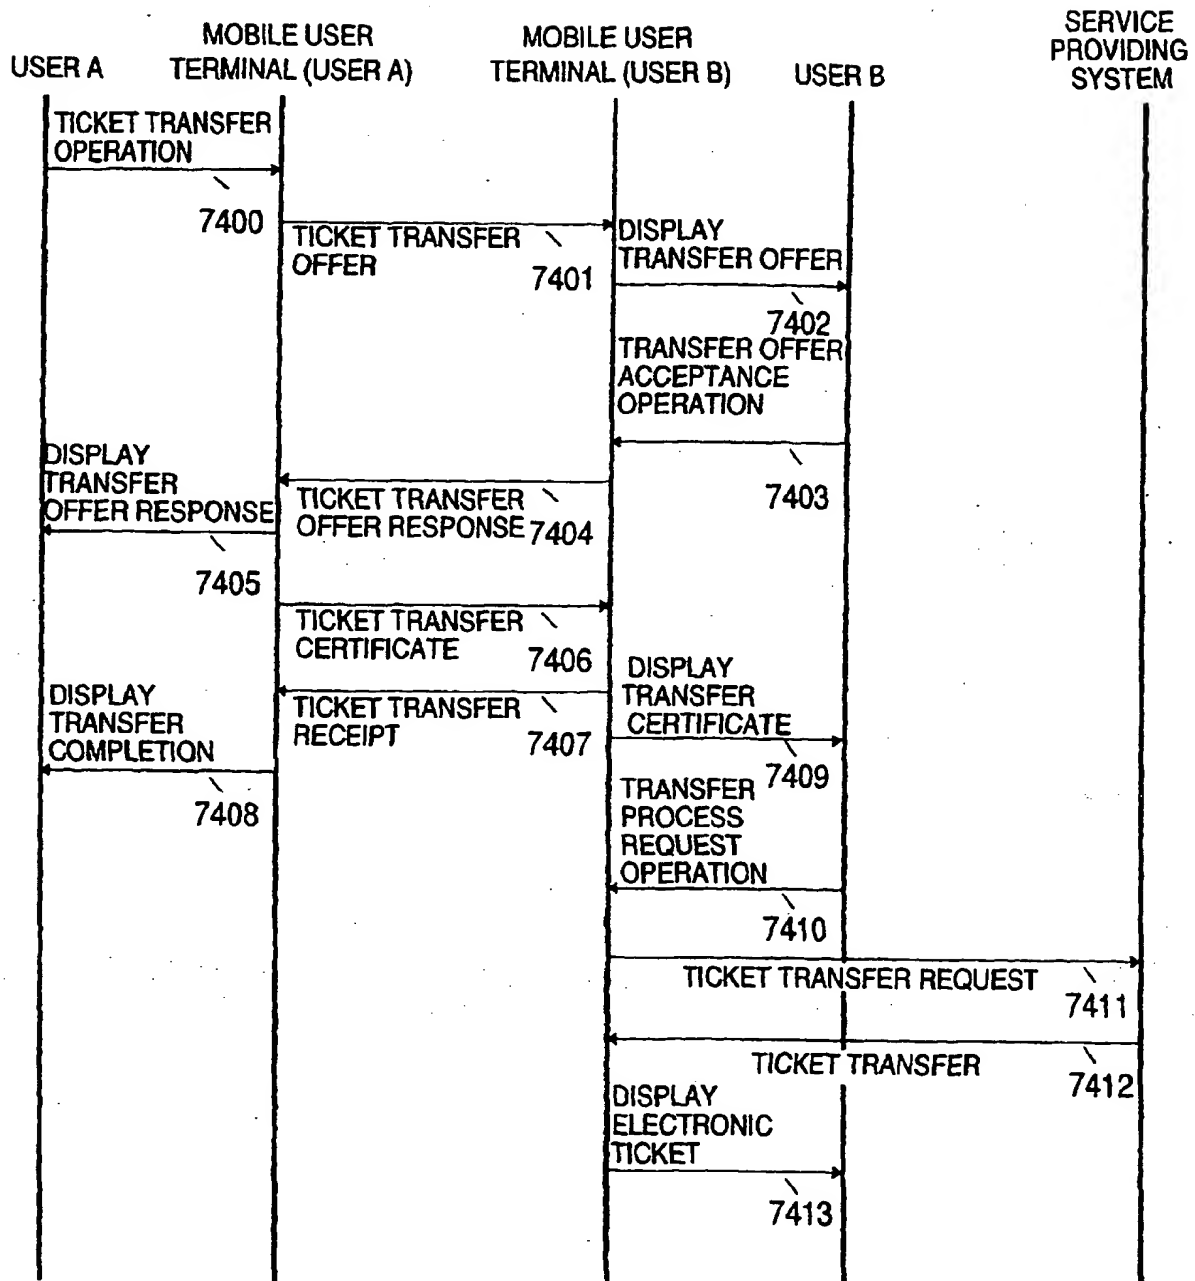 USER A
MOBILE USER
TERMINAL (USER A)
MOBILE USER
TERMINAL (USER B)
USER B
SERVICE
PROVIDING
SYSTEM
TICKET TRANSFER
OPERATION
7400
TICKET TRANSFER
OFFER
7401
DISPLAY
TRANSFER OFFER
7402
TRANSFER OFFER
ACCEPTANCE
OPERATION
7403
TICKET TRANSFER
OFFER RESPONSE
7404
DISPLAY
TRANSFER
OFFER RESPONSE
7405
TICKET TRANSFER
CERTIFICATE
7406
TICKET TRANSFER
RECEIPT
7407
DISPLAY
TRANSFER
COMPLETION
7408
DISPLAY
TRANSFER
CERTIFICATE
7409
TRANSFER
PROCESS
REQUEST
OPERATION
7410
TICKET TRANSFER REQUEST
7411
TICKET TRANSFER
7412
DISPLAY
ELECTRONIC
TICKET
7413